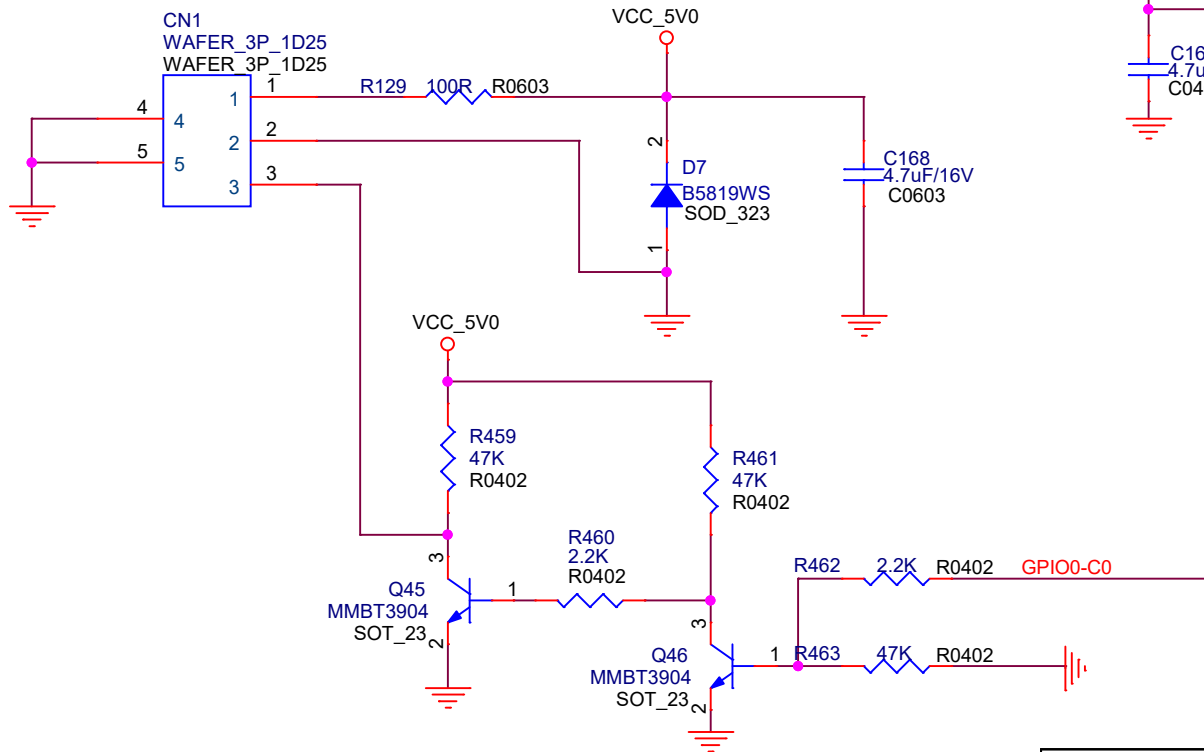 CN1
WAFER_3P_1D25
WAFER_3P_1D25
1
2
3
4
5
4
5
1
2
3
R129 100R R0603
VCC_5V0
2
D7
B5819WS
SOD_323
1
C168
4.7uF/16V
C0603
C16
4.7u
C04
VCC_5V0
R459
47K
R0402
R461
47K
R0402
R460
2.2K
R0402
3
Q45
MMBT3904
SOT_23
1
2
R462 2.2K R0402 GPIO0-C0
3
Q46
MMBT3904
SOT_23
1
2
R463 47K R0402